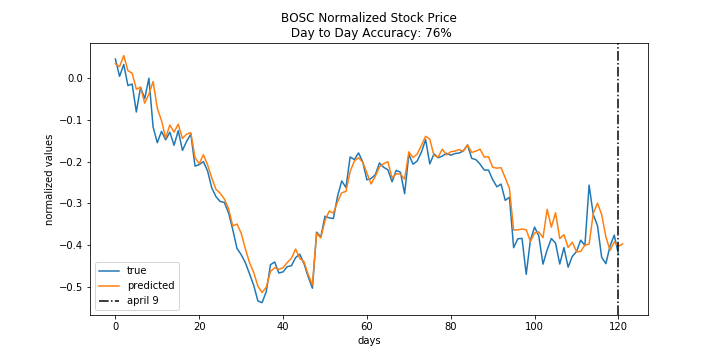 BOSC Normalized Stock Price
Day to Day Accuracy: 76%
normalized values
0.0
−0.1
−0.2
−0.3
−0.4
−0.5
true
predicted
april 9
0
20
40
60
80
100
120
days